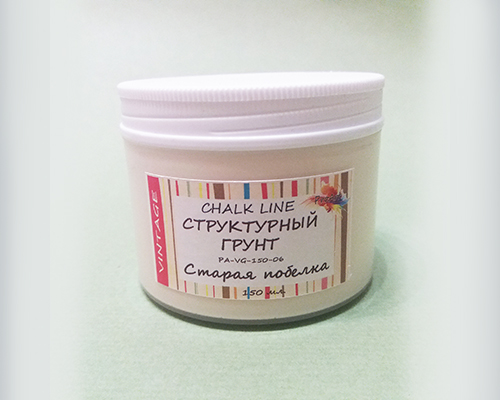 VINTAGE
CHALK LINE
СТРУКТУРНЫЙ
ГРУНТ
PA-VG-150-06
Старая побелка
150 мл